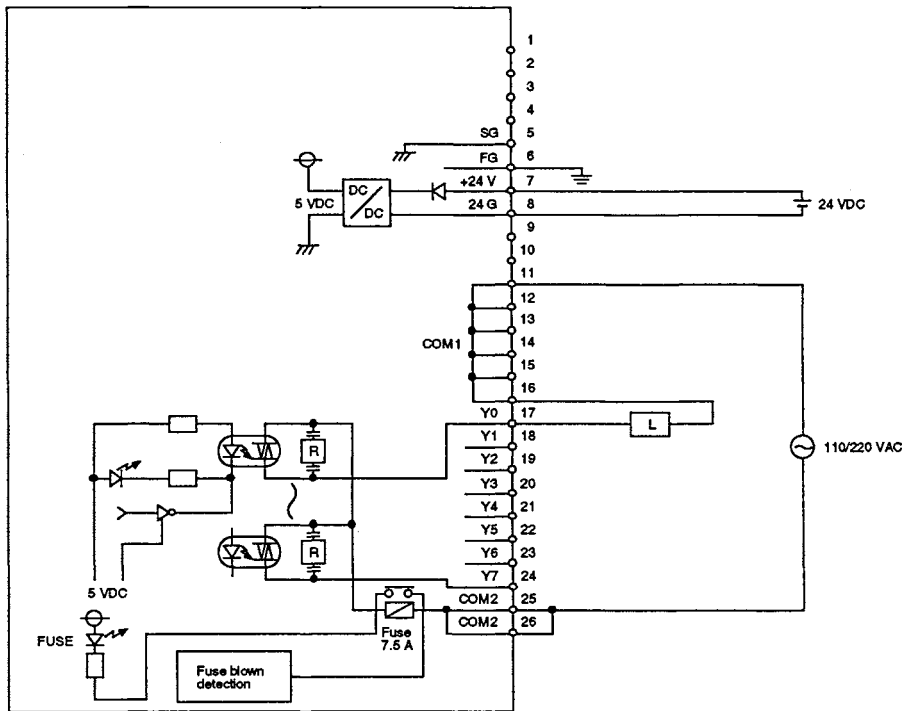 1
2
3
4
SG 5
FG 6
+24 V 7
24 G 8
5 VDC
DC
DC
24 VDC
9
10
11
12
13
COM1 14
15
16
Y0 17
L
Y1 18
110/220 VAC
R
Y2 19
Y3 20
Y4 21
Y5 22
R
Y6 23
Y7 24
5 VDC
COM2 25
COM2 26
FUSE
Fuse
7.5 A
Fuse blown
detection